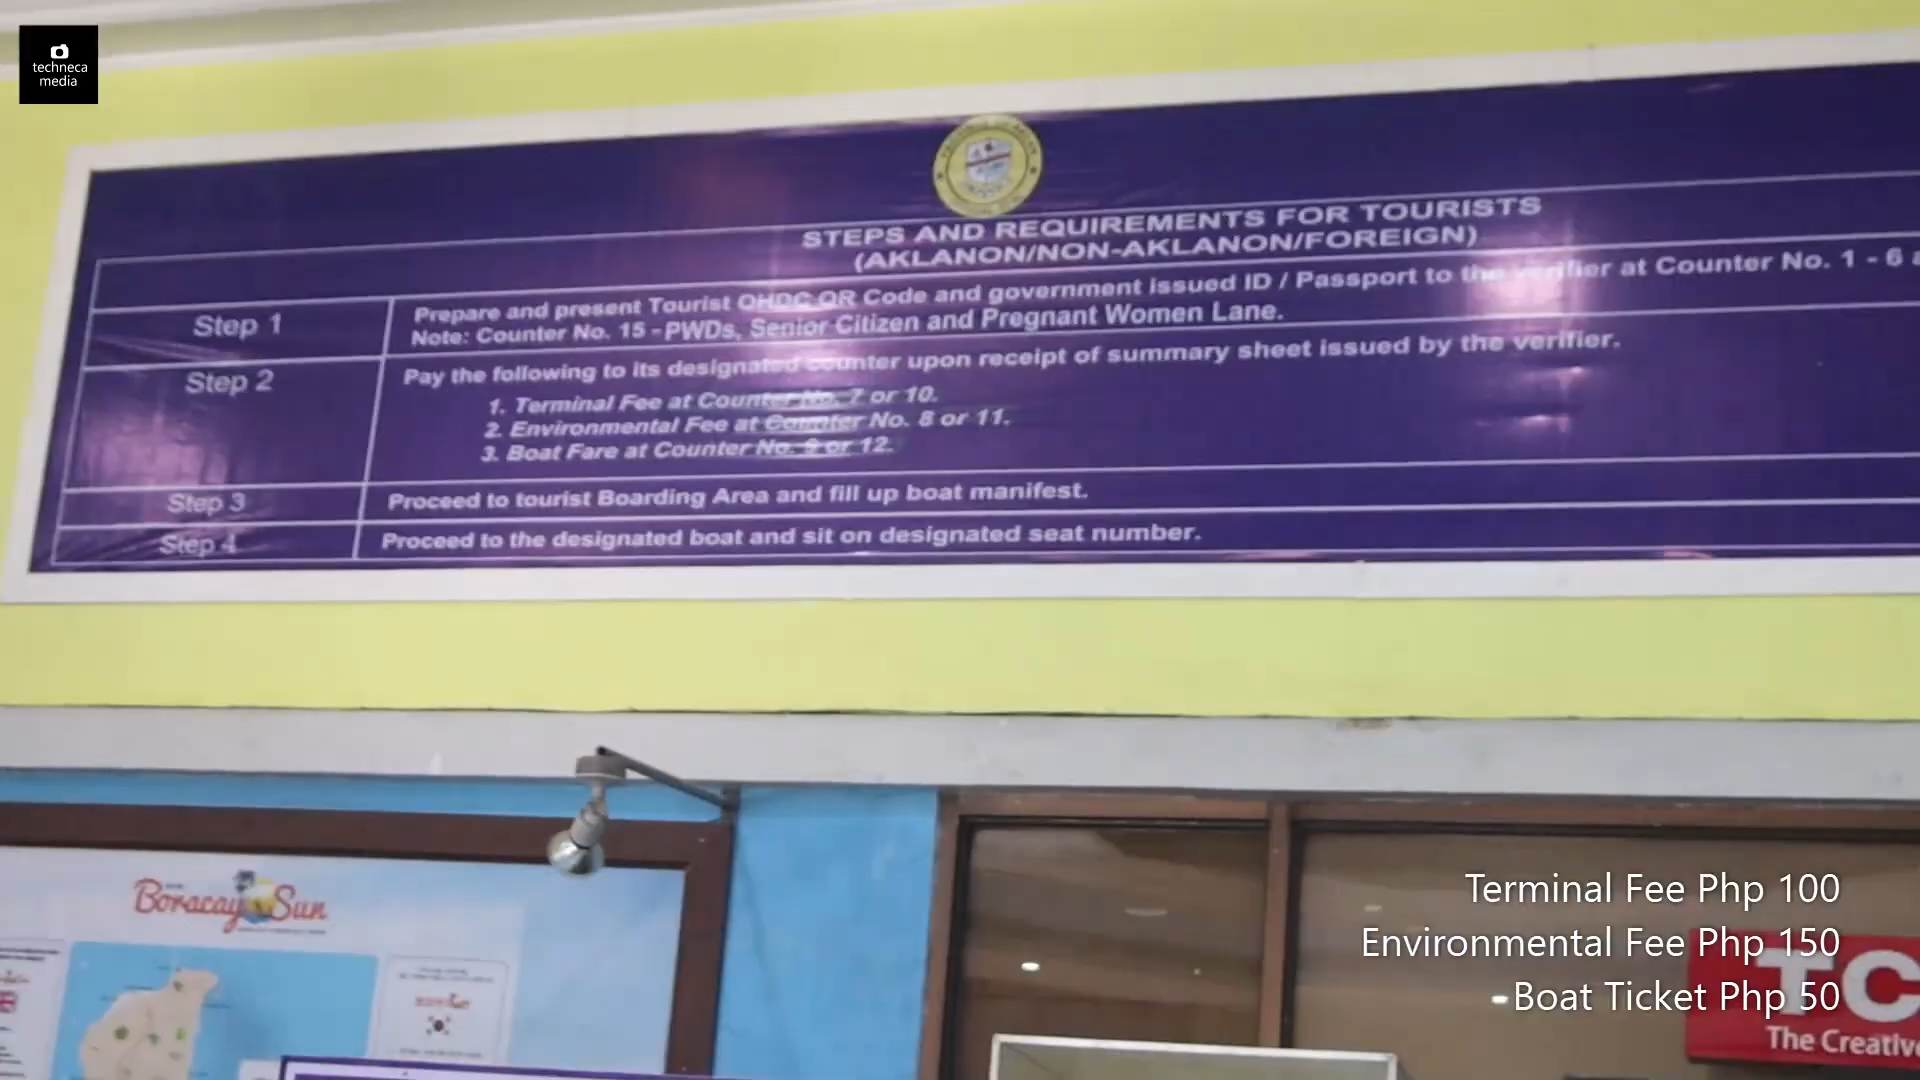 techneca
media
STEPS AND REQUIREMENTS FOR TOURISTS
(AKLANON/NON-AKLANON/FOREIGN)
Step 1
Prepare and present Tourist OHDC QR Code and government issued ID / Passport to the verifier at Counter No. 1 - 6
Note: Counter No. 15 - PWDs, Senior Citizen and Pregnant Women Lane.
Step 2
Pay the following to its designated counter upon receipt of summary sheet issued by the verifier.
1. Terminal Fee at Counter No. 7 or 10.
2. Environmental Fee at Counter No. 8 or 11.
3. Boat Fare at Counter No. 9 or 12.
Step 3
Proceed to tourist Boarding Area and fill up boat manifest.
Step 4
Proceed to the designated boat and sit on designated seat number.
Boracay Sun
Terminal Fee Php 100
Environmental Fee Php 150
Boat Ticket Php 50
TC
The Creative